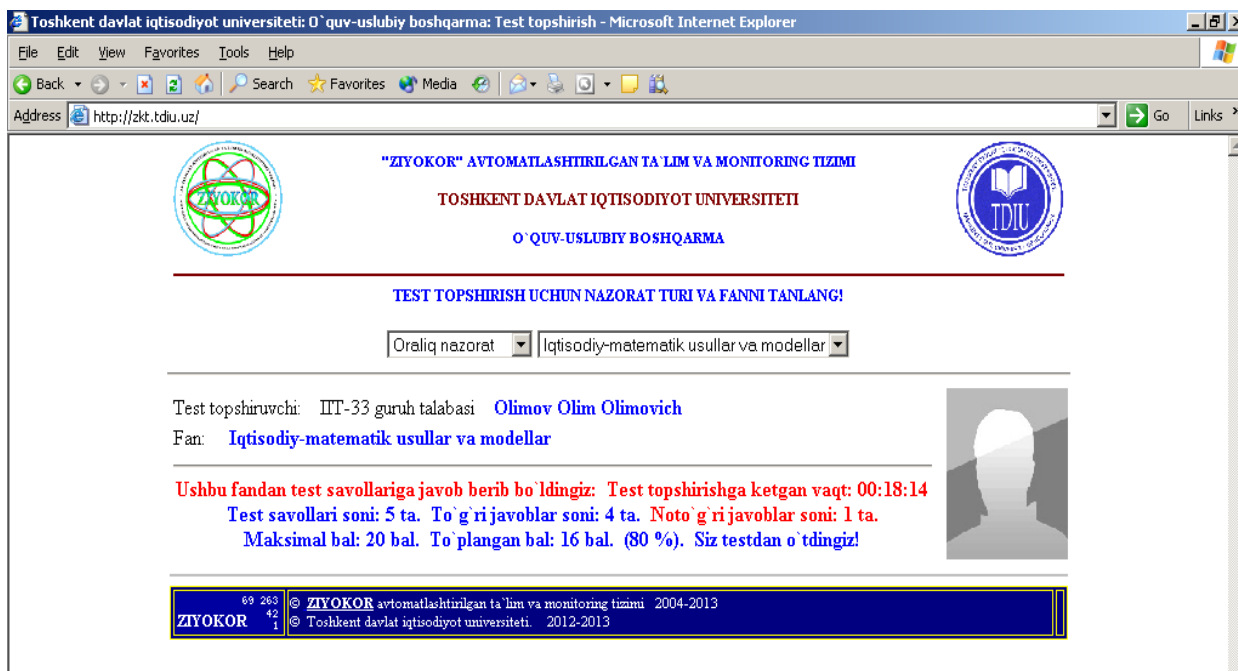 Toshkent davlat iqtisodiyot universiteti: O`quv-uslubiy boshqarma: Test topshirish - Microsoft Internet Explorer
File Edit View Favorites Tools Help
Back Search Favorites Media
Address http://zkt.tdiu.uz/ Go Links
ZIYOKOR
"ZIYOKOR" AVTOMATLASHTIRILGAN TA`LIM VA MONITORING TIZIMI
TOSHKENT DAVLAT IQTISODIYOT UNIVERSITETI
O`QUV-USLUBIY BOSHQARMA
TDIU
TEST TOPSHIRISH UCHUN NAZORAT TURI VA FANNI TANLANG!
Oraliq nazorat Iqtisodiy-matematik usullar va modellar
Test topshiruvchi: IIT-33 guruh talabasi Olimov Olim Olimovich
Fan: Iqtisodiy-matematik usullar va modellar
Ushbu fandan test savollariga javob berib bo`ldingiz: Test topshirishga ketgan vaqt: 00:18:14
Test savollari soni: 5 ta. To`g`ri javoblar soni: 4 ta. Noto`g`ri javoblar soni: 1 ta.
Maksimal bal: 20 bal. To`plangan bal: 16 bal. (80 %). Siz testdan o`tdingiz!
69 263
42
ZIYOKOR 1
© ZIYOKOR avtomatlashtirilgan ta`lim va monitoring tizimi 2004-2013
© Toshkent davlat iqtisodiyot universiteti. 2012-2013